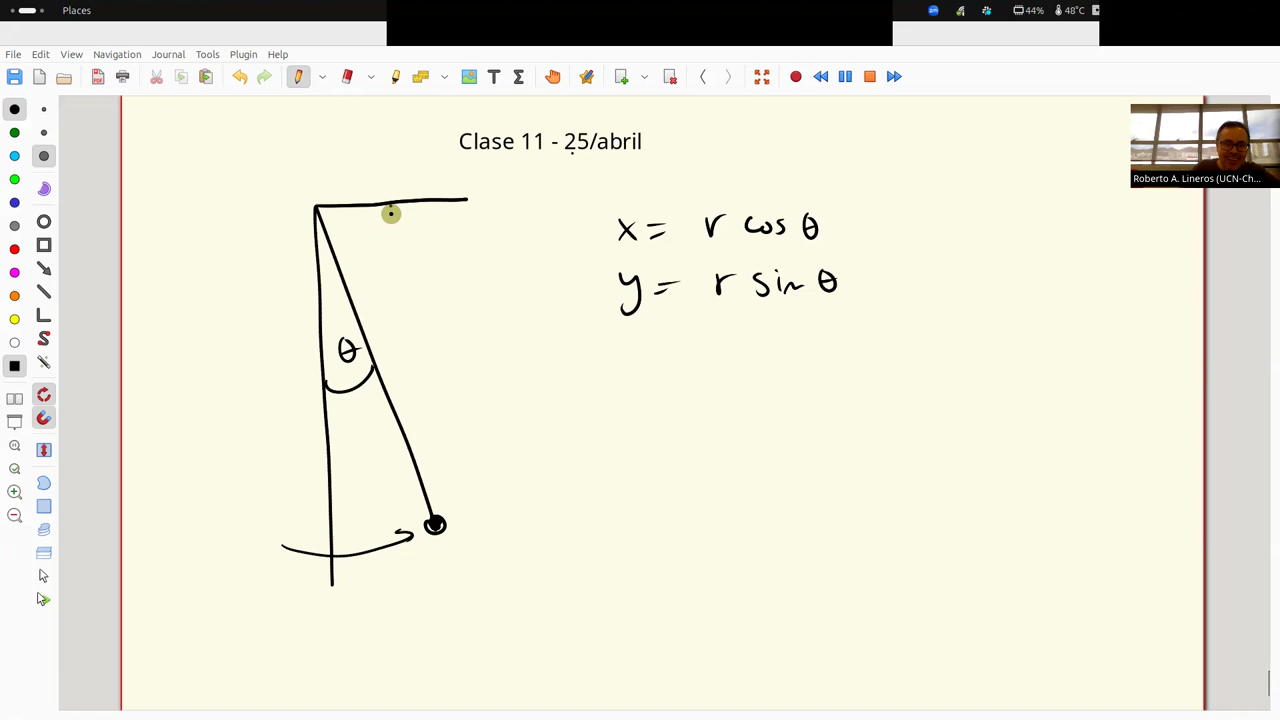 Places
44%
48°C
File Edit View Navigation Journal Tools Plugin Help
Clase 11 - 25/abril
Roberto A. Lineros (UCN-Ch...
x = r cos θ
y = r sin θ
θ